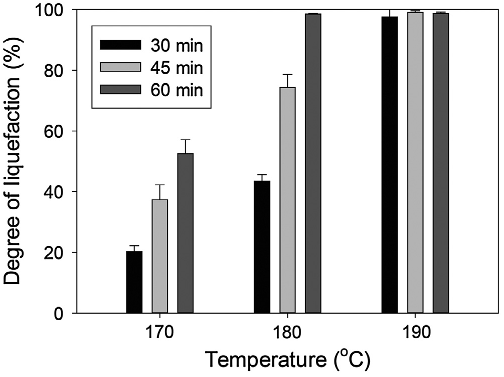 Degree of liquefaction (%)
100
80
60
40
20
0
30 min
45 min
60 min
170
180
190
Temperature (°C)